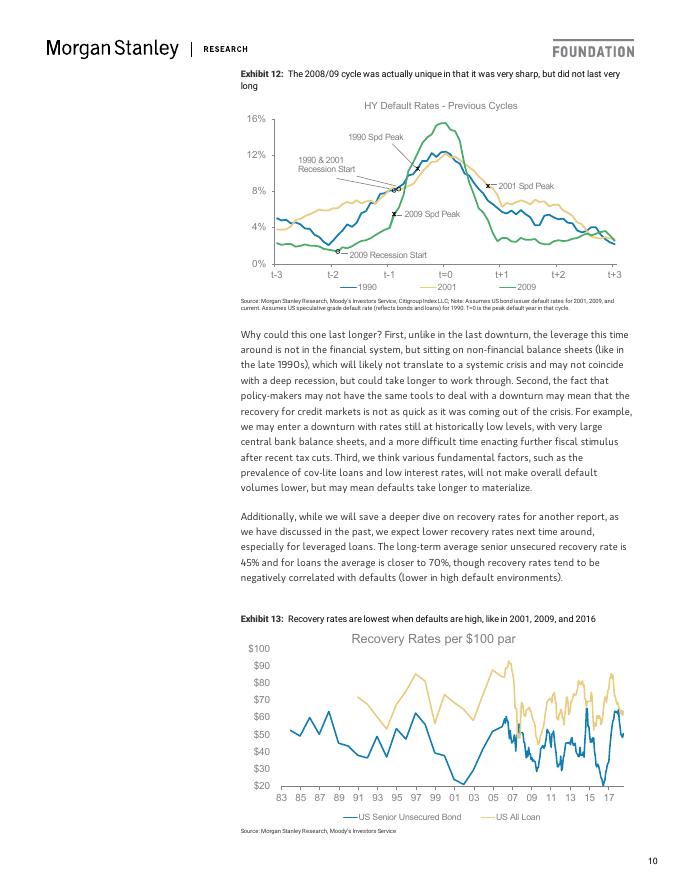 Morgan Stanley | RESEARCH
FOUNDATION
Exhibit 12: The 2008/09 cycle was actually unique in that it was very sharp, but did not last very
long
HY Default Rates - Previous Cycles
16%
12%
8%
4%
0%
1990 Spd Peak
1990 & 2001
Recession Start
2001 Spd Peak
2009 Spd Peak
2009 Recession Start
t-3 t-2 t-1 t=0 t+1 t+2 t+3
1990 2001 2009
Source: Morgan Stanley Research, Moody's Investors Service, Citigroup Index LLC; Note: Assumes US bond issuer default rates for 2001, 2009, and
current. Assumes US speculative grade default rate (reflects bonds and loans) for 1990. T=0 is the peak default year in that cycle.
Why could this one last longer? First, unlike in the last downturn, the leverage this time
around is not in the financial system, but sitting on non-financial balance sheets (like in
the late 1990s), which will likely not translate to a systemic crisis and may not coincide
with a deep recession, but could take longer to work through. Second, the fact that
policy-makers may not have the same tools to deal with a downturn may mean that the
recovery for credit markets is not as quick as it was coming out of the crisis. For example,
we may enter a downturn with rates still at historically low levels, with very large
central bank balance sheets, and a more difficult time enacting further fiscal stimulus
after recent tax cuts. Third, we think various fundamental factors, such as the
prevalence of cov-lite loans and low interest rates, will not make overall default
volumes lower, but may mean defaults take longer to materialize.
Additionally, while we will save a deeper dive on recovery rates for another report, as
we have discussed in the past, we expect lower recovery rates next time around,
especially for leveraged loans. The long-term average senior unsecured recovery rate is
45% and for loans the average is closer to 70%, though recovery rates tend to be
negatively correlated with defaults (lower in high default environments).
Exhibit 13: Recovery rates are lowest when defaults are high, like in 2001, 2009, and 2016
Recovery Rates per $100 par
$100
$90
$80
$70
$60
$50
$40
$30
$20
83 85 87 89 91 93 95 97 99 01 03 05 07 09 11 13 15 17
US Senior Unsecured Bond US All Loan
Source: Morgan Stanley Research, Moody's Investors Service
10